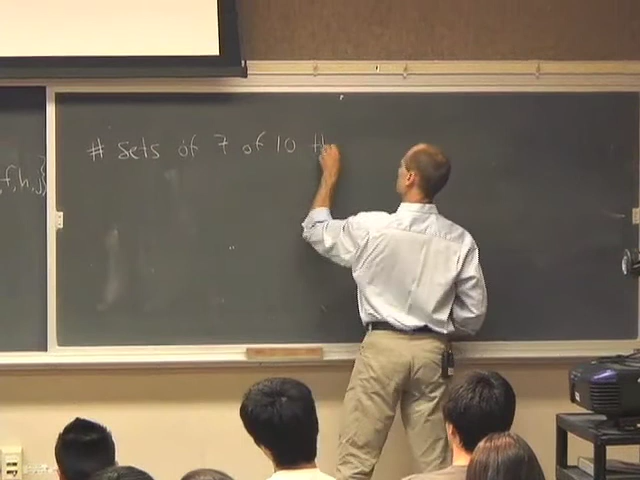 # sets of 7 of 10
,f,h,j}